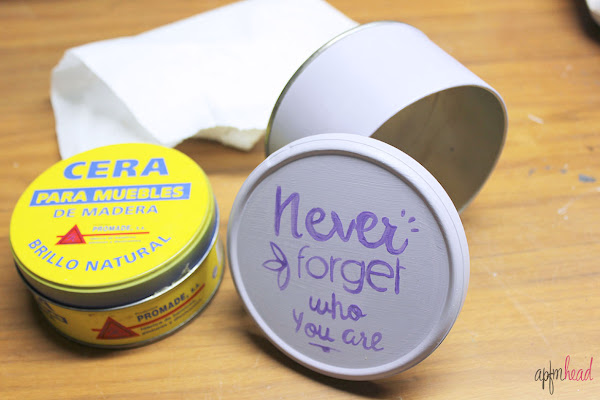 CERA
PARA MUEBLES
DE MADERA
PROMADE, S.A.
BRILLO NATURAL
PROMADE, S.A.
Never
forget
who
you are
apfmhead